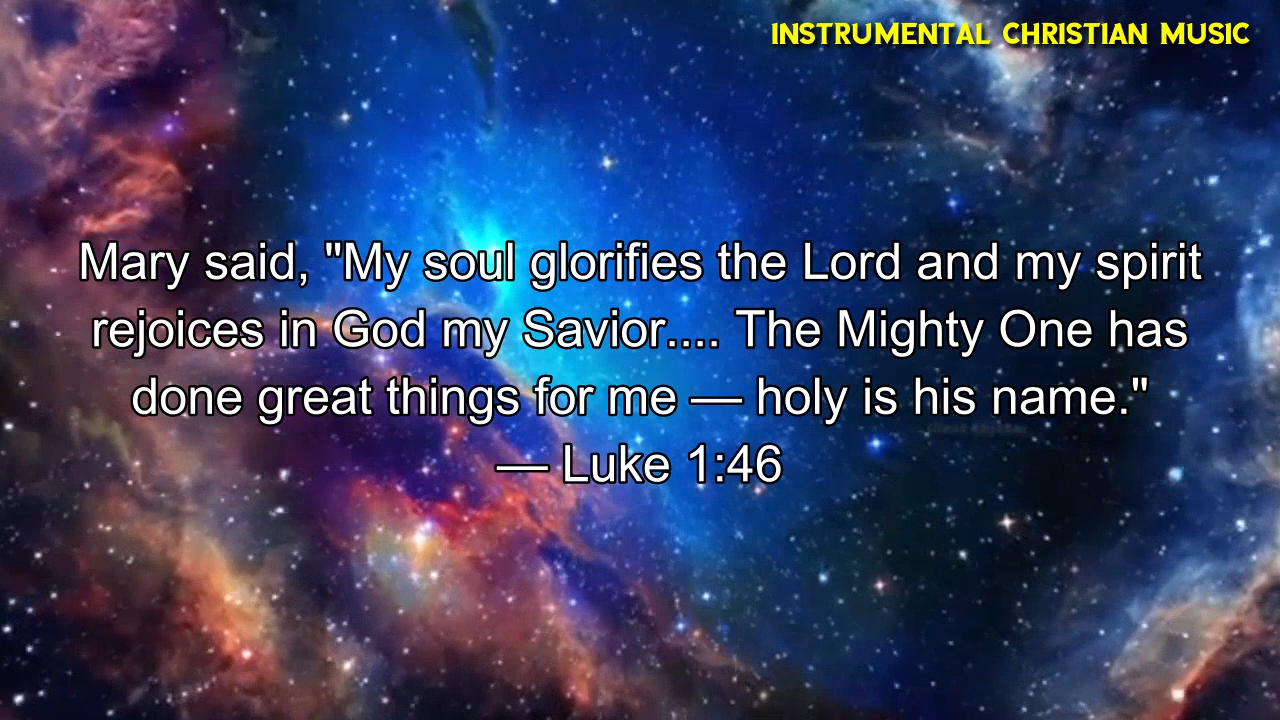 INSTRUMENTAL CHRISTIAN MUSIC
Mary said, "My soul glorifies the Lord and my spirit
rejoices in God my Savior.... The Mighty One has
done great things for me — holy is his name."
— Luke 1:46